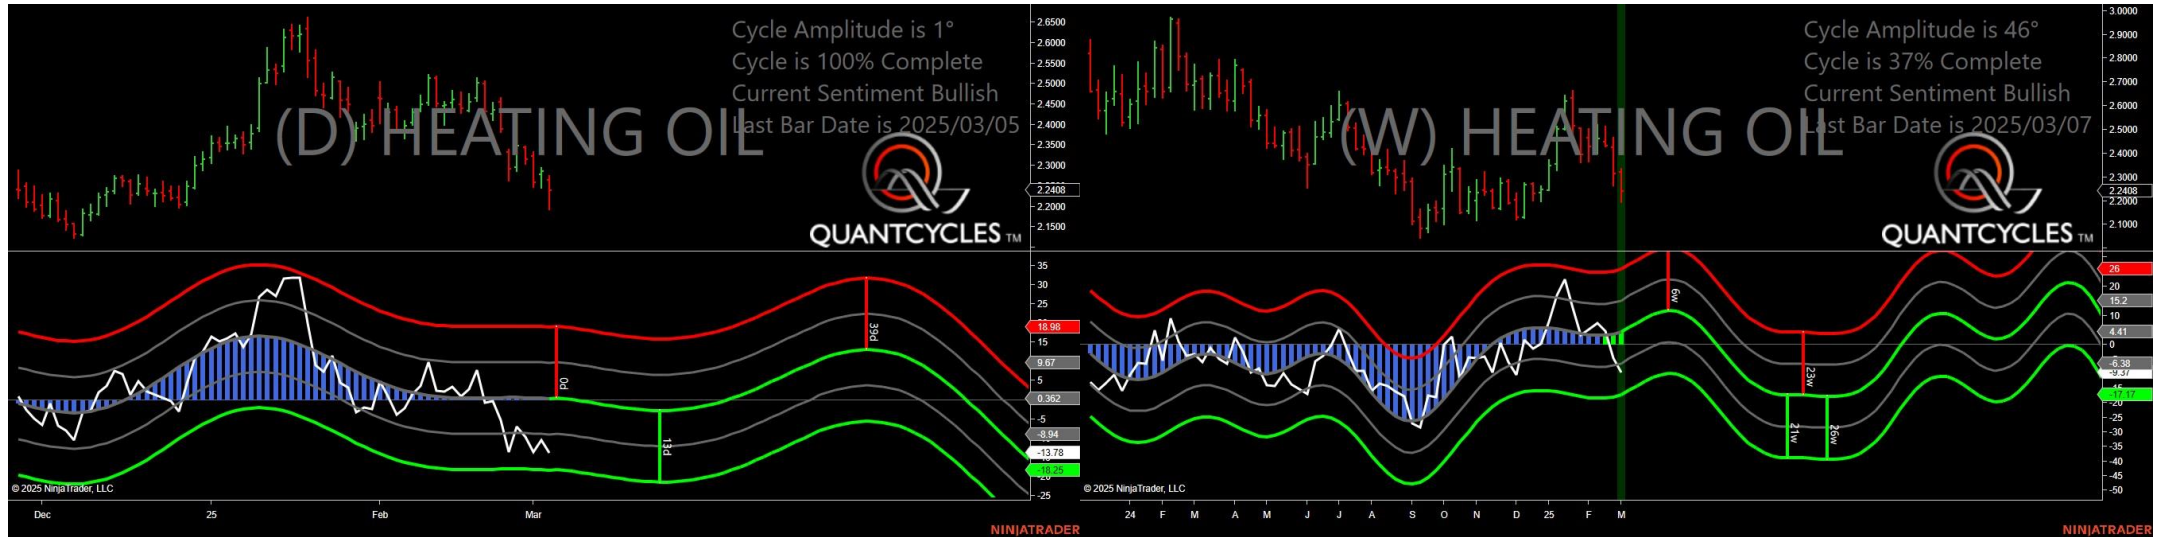 Cycle Amplitude is 1°
Cycle is 100% Complete
Current Sentiment Bullish
Last Bar Date is 2025/03/05
(D) HEATING OIL
QUANTCYCLES TM
2.6500
2.6000
2.5500
2.5000
2.4500
2.4000
2.3500
2.3000
2.2408
2.2000
2.1500
35
30
25
18.98
15
9.67
5
0.362
-5
-8.94
-13.78
-18.25
-25
0d
13d
39d
© 2025 NinjaTrader, LLC
Dec
25
Feb
Mar
NINJATRADER
Cycle Amplitude is 46°
Cycle is 37% Complete
Current Sentiment Bullish
Last Bar Date is 2025/03/07
(W) HEATING OIL
QUANTCYCLES TM
3.0000
2.9000
2.8000
2.7000
2.6000
2.5000
2.4000
2.3000
2.2408
2.2000
2.1000
26
20
15.2
10
4.41
0
-6.38
-9.37
-17.17
-20
-25
-30
-35
-40
-45
-50
6w
23w
21w
26w
© 2025 NinjaTrader, LLC
24 F M A M J J A S O N D 25 F M
NINJATRADER